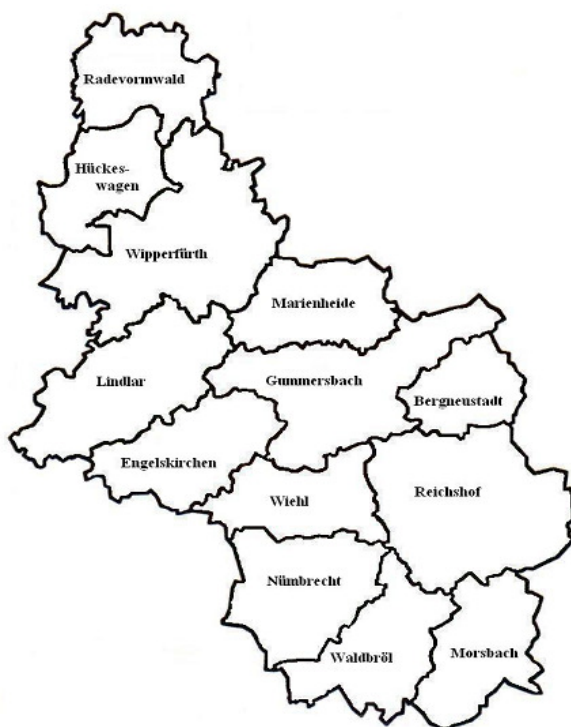 Radevormwald
Hückes-
wagen
Wipperfürth
Marienheide
Lindlar
Gummersbach
Bergneustadt
Engelskirchen
Wiehl
Reichshof
Nümbrecht
Waldbröl
Morsbach